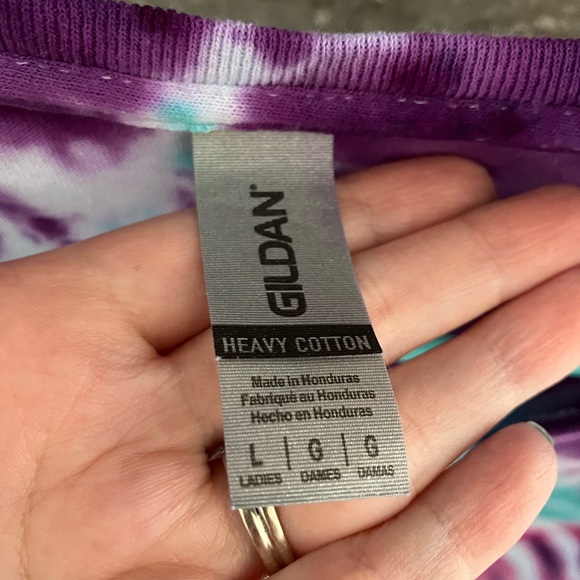 GILDAN
HEAVY COTTON
Made in Honduras
Fabriqué au Honduras
Hecho en Honduras
L | G | G
LADIES DAMES DAMAS